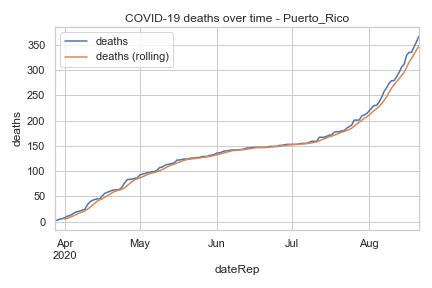 COVID-19 deaths over time - Puerto_Rico
deaths
deaths (rolling)
350
300
250
200
150
100
50
0
deaths
Apr
2020
May
Jun
Jul
Aug
dateRep